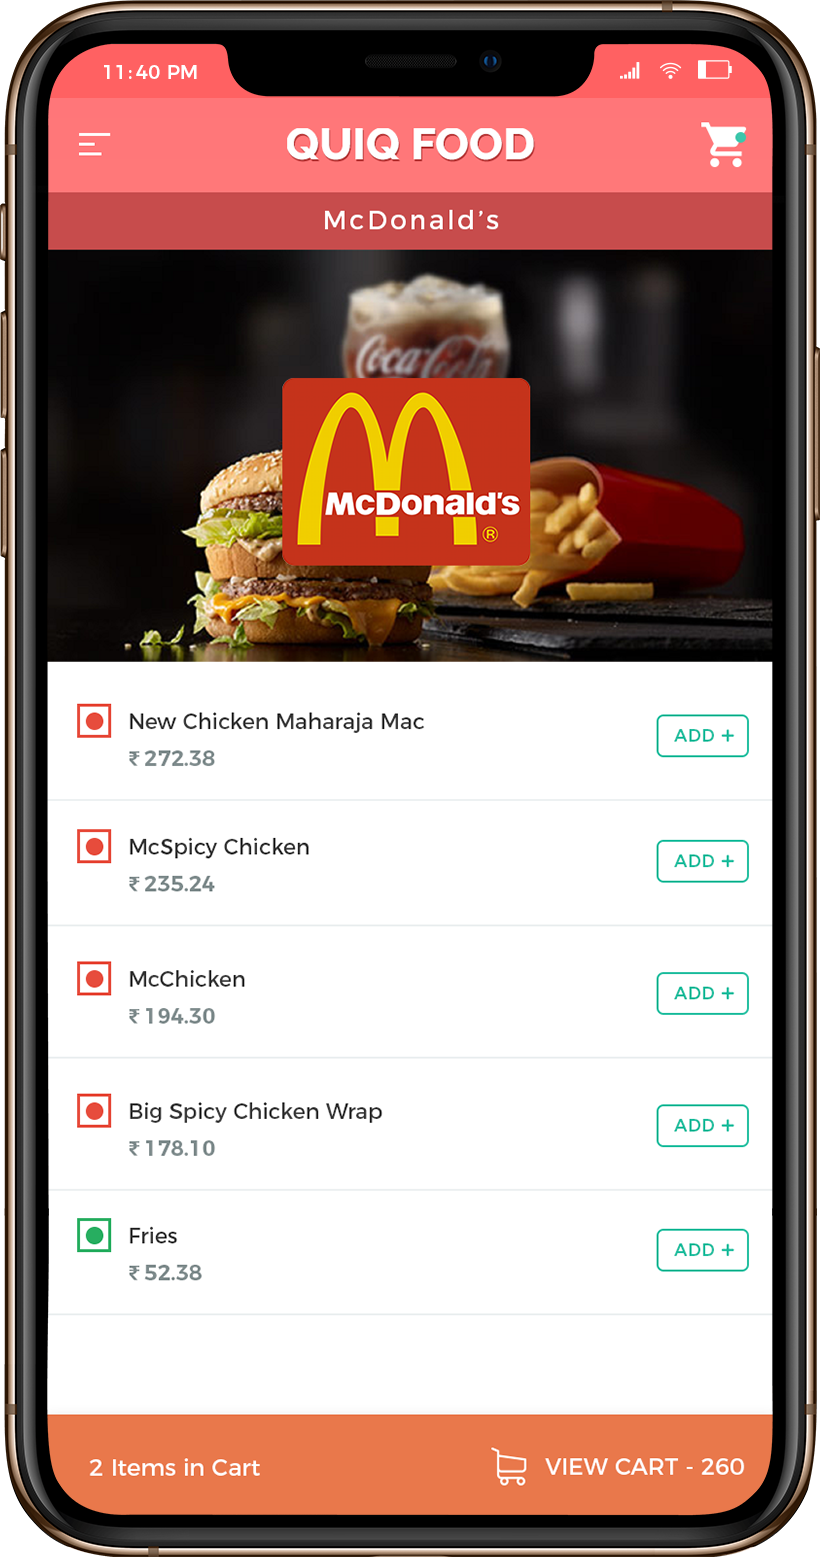 11:40 PM
QUIQ FOOD
McDonald’s
Coca-Cola
McDonald's
®
New Chicken Maharaja Mac
₹ 272.38
ADD +
McSpicy Chicken
₹ 235.24
ADD +
McChicken
₹ 194.30
ADD +
Big Spicy Chicken Wrap
₹ 178.10
ADD +
Fries
₹ 52.38
ADD +
2 Items in Cart
VIEW CART - 260